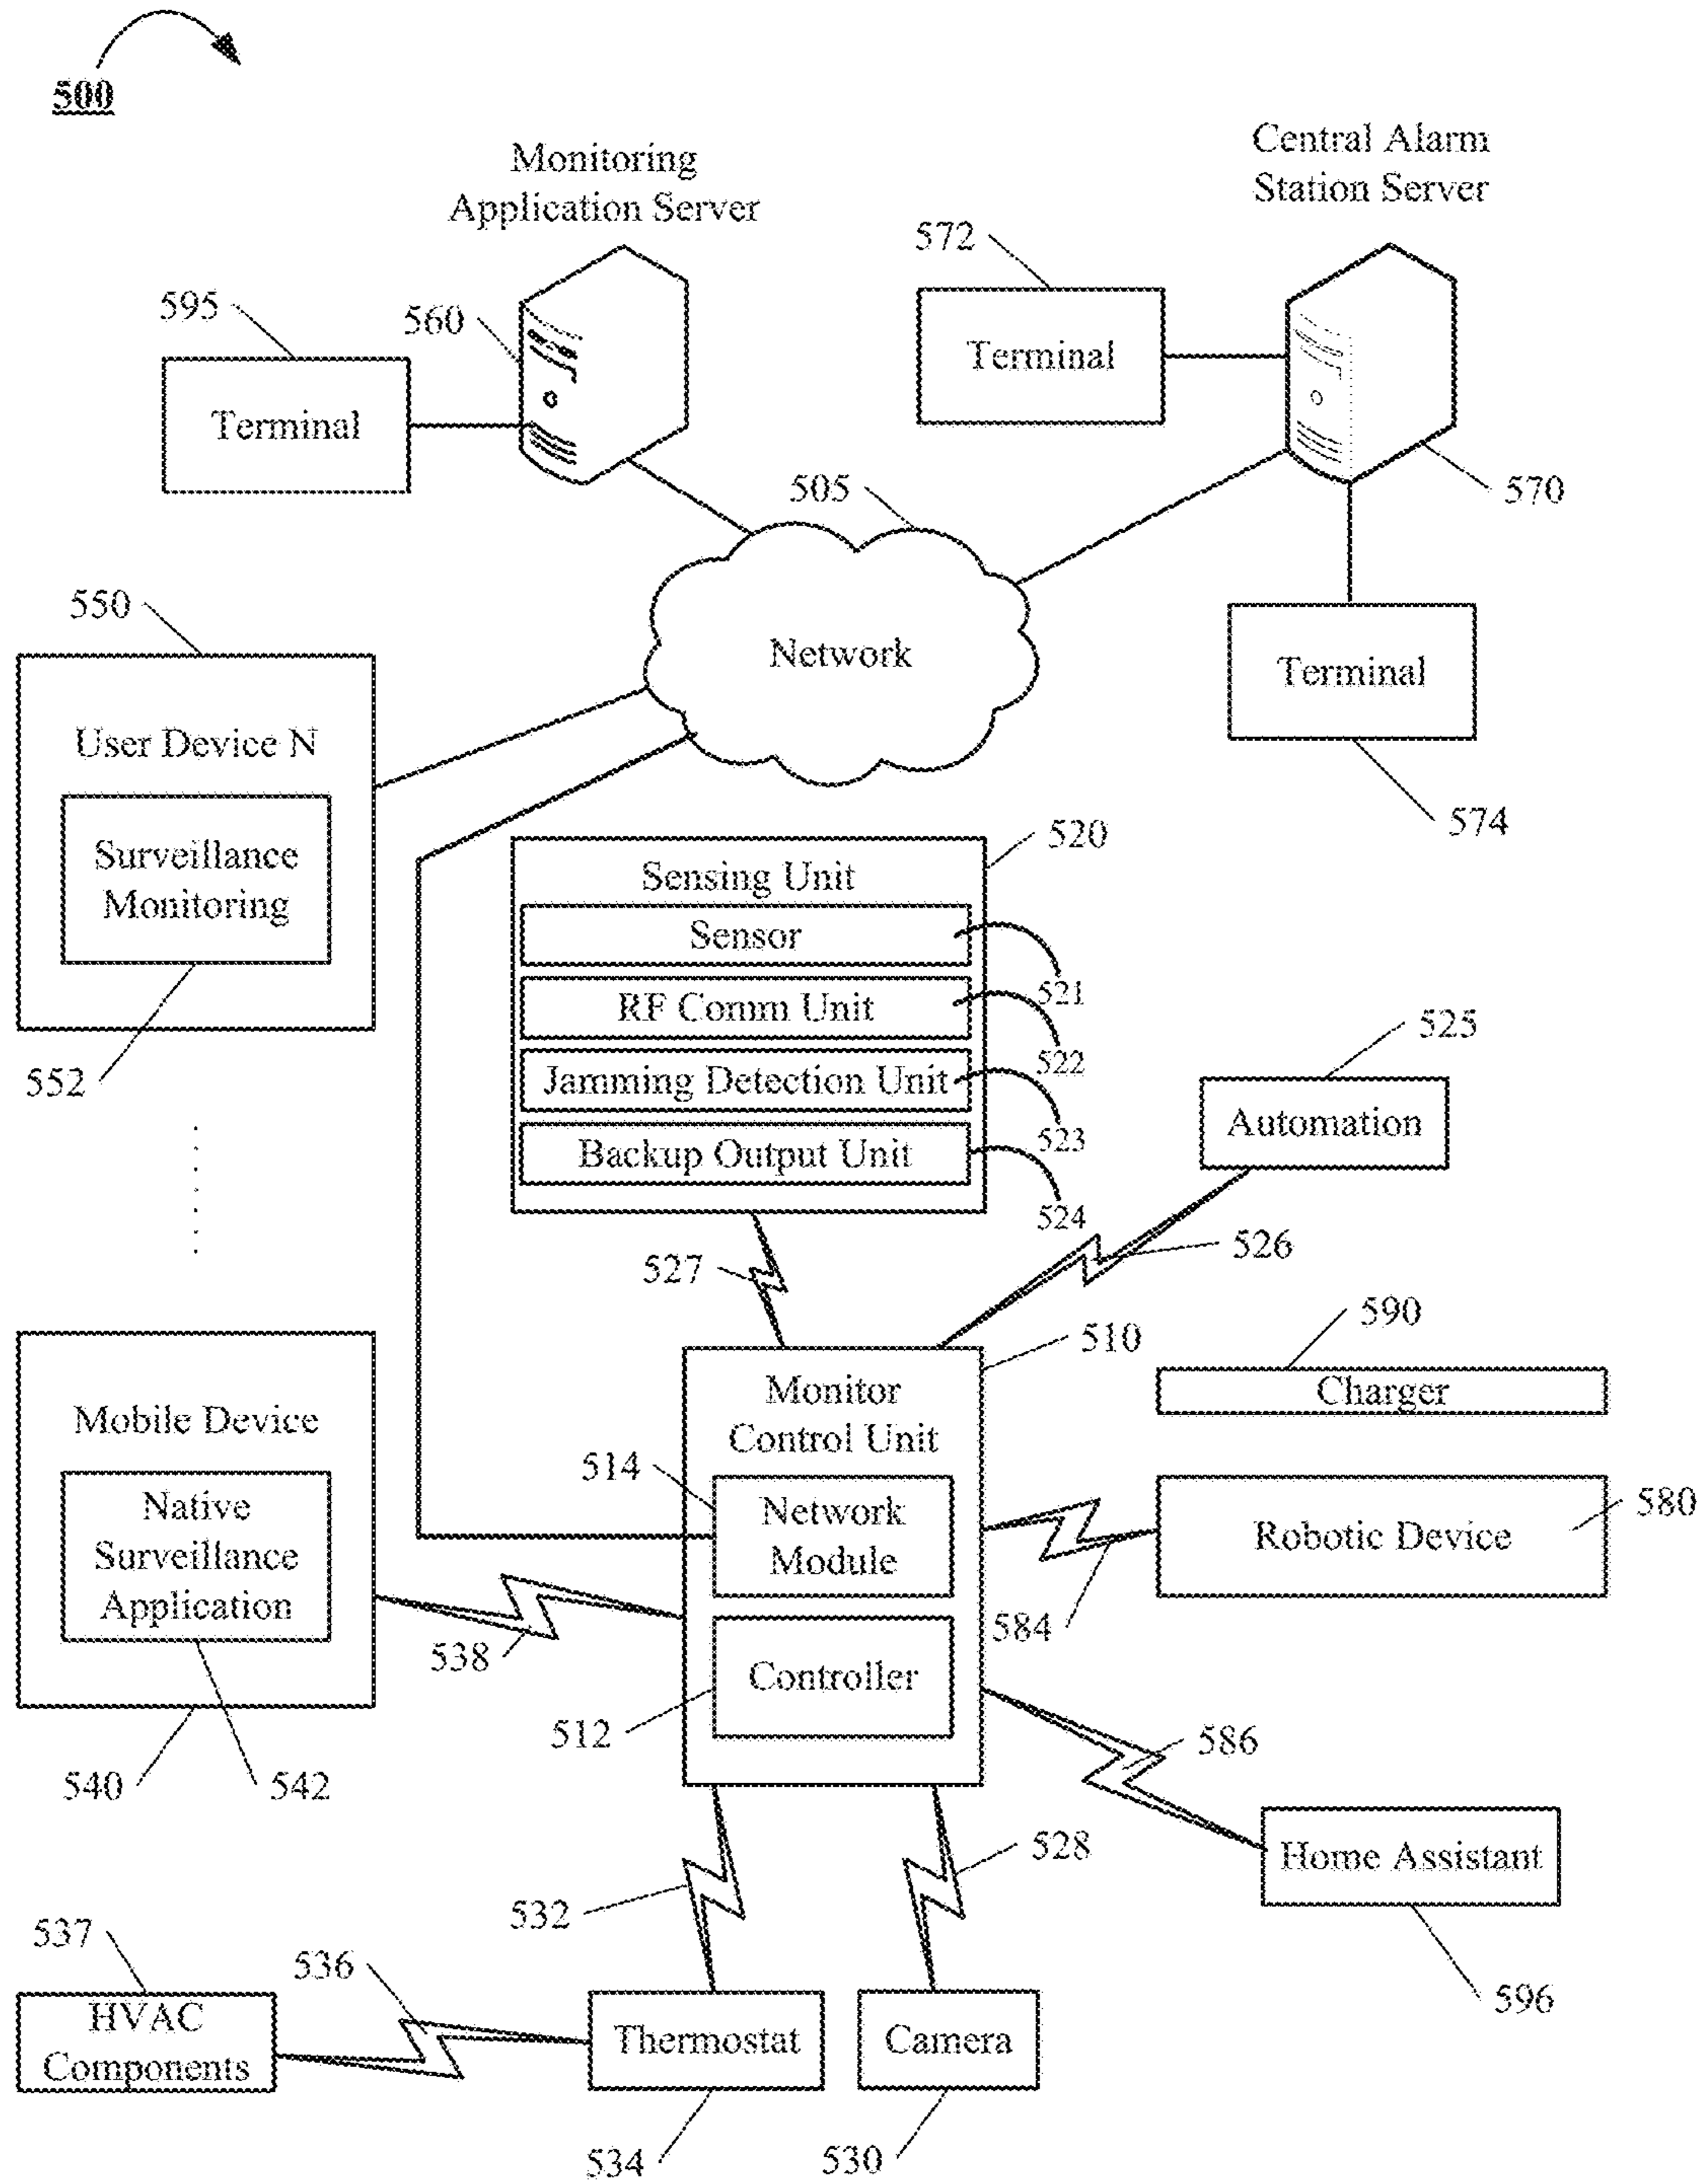 500
Monitoring
Application Server
Central Alarm
Station Server
572
595
560
Terminal
Terminal
570
505
550
Network
Terminal
User Device N
574
Surveillance
Monitoring
520
Sensing Unit
Sensor
521
RF Comm Unit
522
552
Jamming Detection Unit
523
525
Automation
Backup Output Unit
524
527
526
590
510
Charger
Monitor
Control Unit
Mobile Device
514
Network
Module
580
Robotic Device
Native
Surveillance
Application
584
538
Controller
512
586
540
542
528
Home Assistant
532
537
536
596
HVAC
Components
Thermostat
Camera
534
530